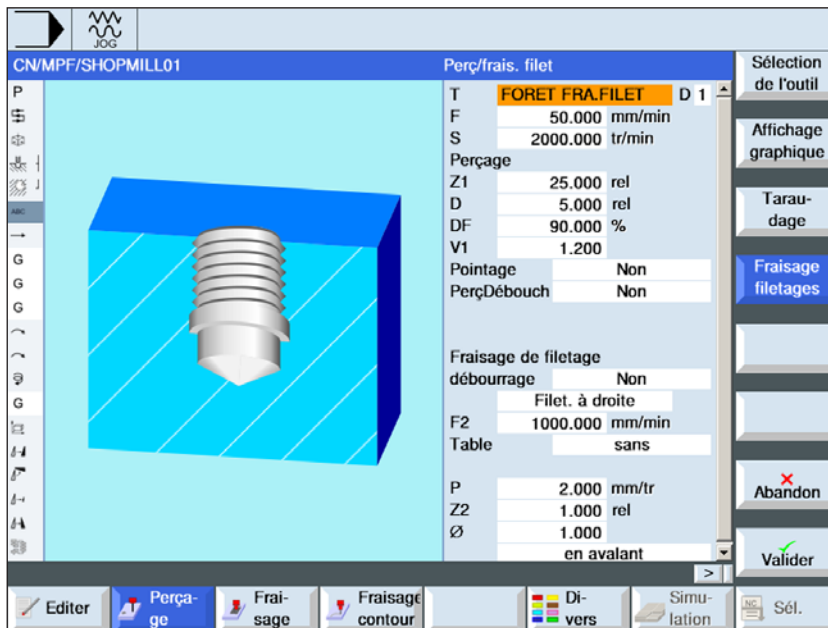 JOG
CN/MPF/SHOPMILL01
Perç/frais. filet
P
ABC
G
G
G
G
T FORET FRA.FILET D 1
F 50.000 mm/min
S 2000.000 tr/min
Perçage
Z1 25.000 rel
D 5.000 rel
DF 90.000 %
V1 1.200
Pointage Non
PerçDébouch Non
Fraisage de filetage
débourrage Non
Filet. à droite
F2 1000.000 mm/min
Table sans
P 2.000 mm/tr
Z2 1.000 rel
Ø 1.000
en avalant
>
Sélection
de l'outil
Affichage
graphique
Tarau-
dage
Fraisage
filetages
Abandon
Valider
Editer
Perça-
ge
Frai-
sage
Fraisage
contour
Di-
vers
Simu-
lation
NC
Sél.